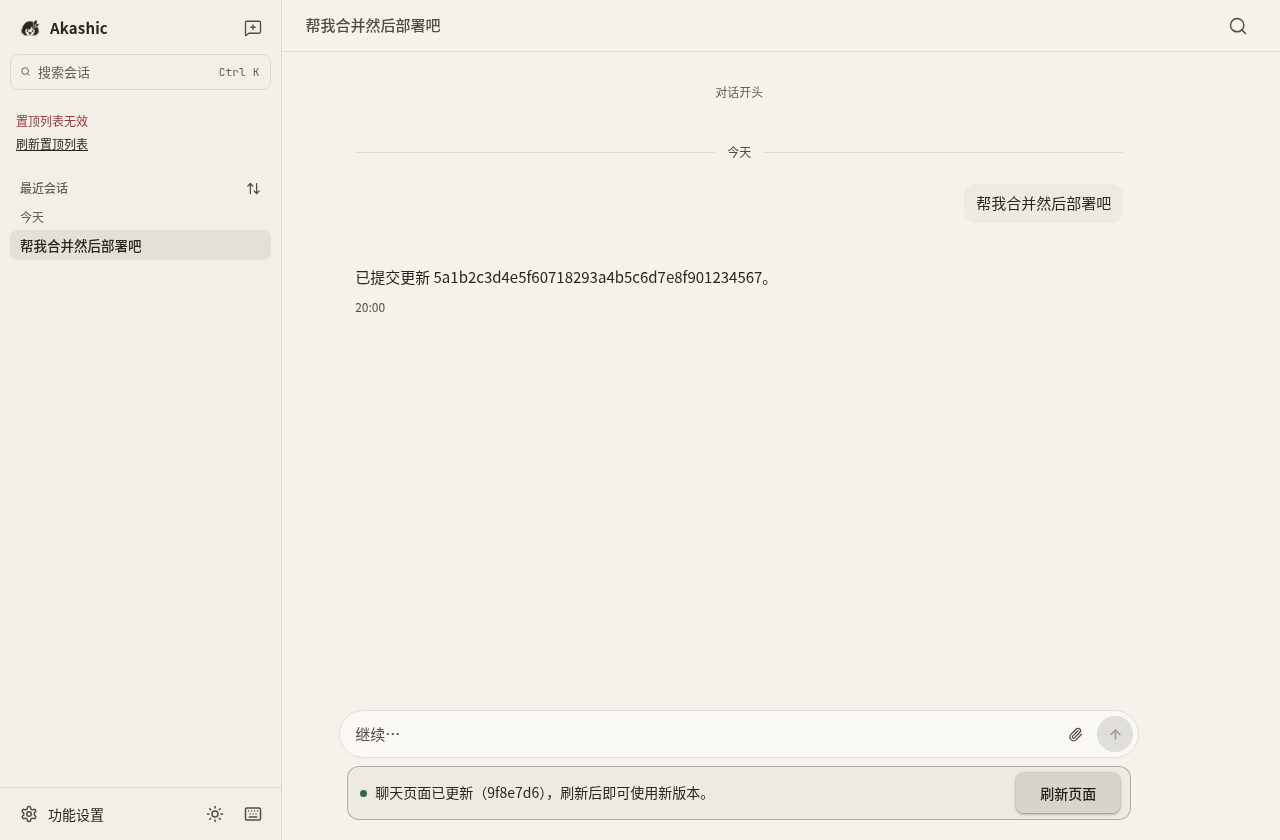 Akashic
搜索会话 Ctrl K
置顶列表无效
刷新置顶列表
最近会话
今天
帮我合并然后部署吧
功能设置
帮我合并然后部署吧
对话开头
今天
帮我合并然后部署吧
已提交更新 5a1b2c3d4e5f60718293a4b5c6d7e8f901234567。
20:00
继续…
聊天页面已更新（9f8e7d6），刷新后即可使用新版本。
刷新页面